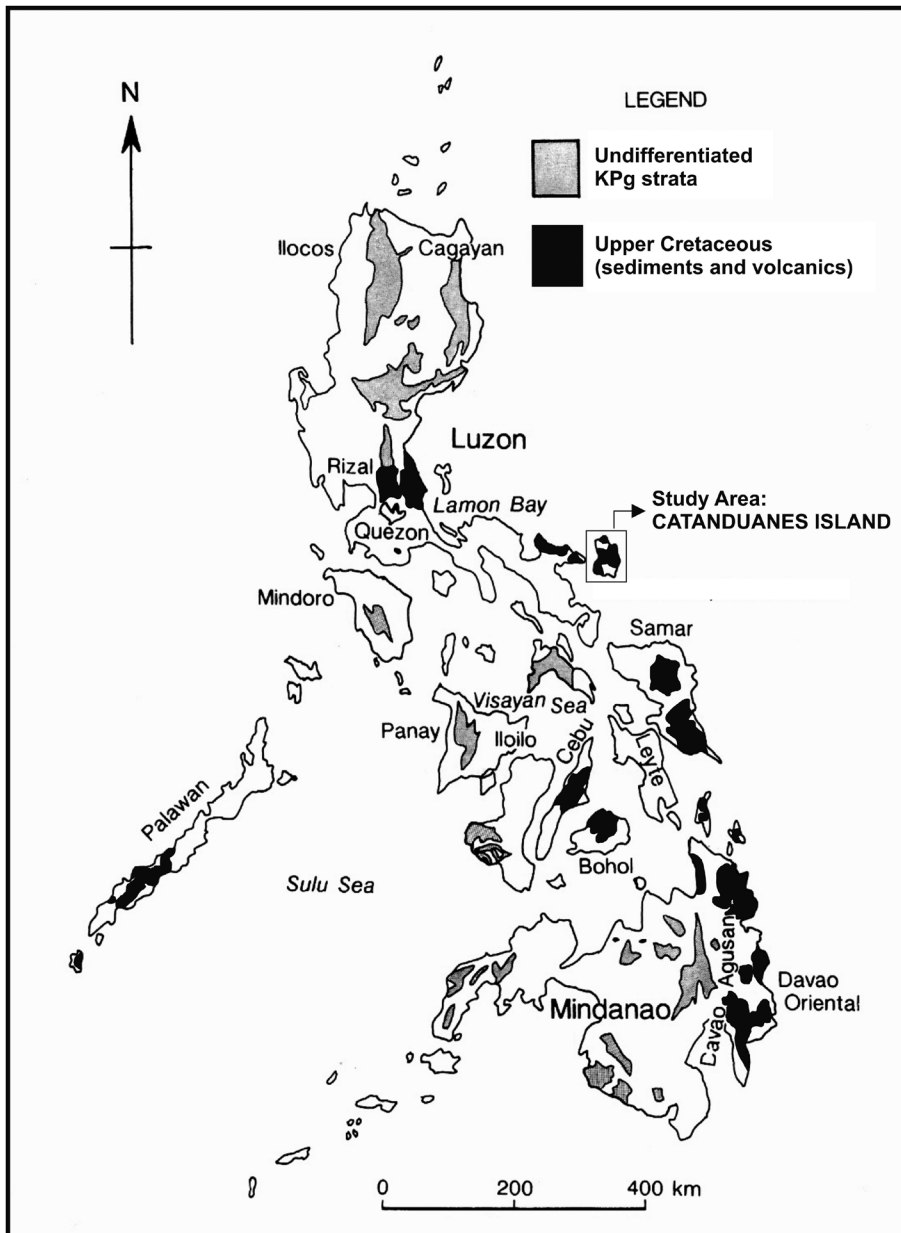 N
LEGEND
Undifferentiated
KPg strata
Upper Cretaceous
(sediments and volcanics)
Ilocos
Cagayan
Luzon
Rizal
Lamon Bay
Quezon
Study Area:
CATANDUANES ISLAND
Mindoro
Samar
Visayan Sea
Panay
Iloilo
Cebu
Leyte
Palawan
Bohol
Sulu Sea
Agusan
Davao
Oriental
Mindanao
Davao
0 200 400 km